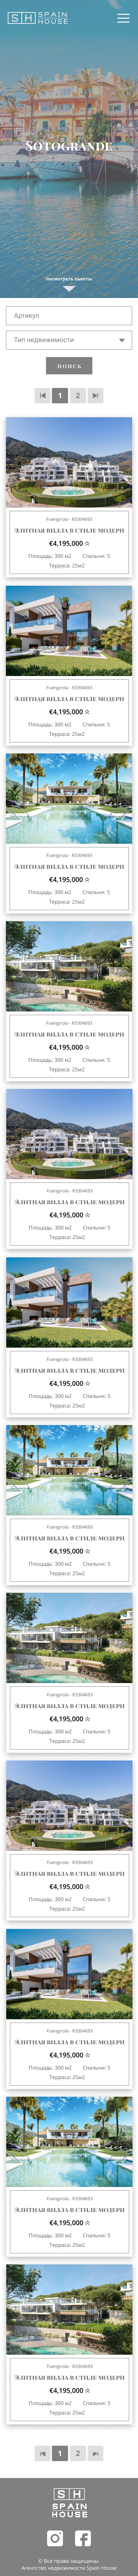 SH SPAIN
HOUSE
SOTOGRANDE
посмотреть объекты
Артикул
Тип недвижимости
ПОИСК
1 2
Fuengirola - R3304693
ЭЛИТНАЯ ВИЛЛА В СТИЛЕ МОДЕРН
€4,195,000
Площадь: 300 м2 Спальни: 5
Терраса: 25м2
Fuengirola - R3304693
ЭЛИТНАЯ ВИЛЛА В СТИЛЕ МОДЕРН
€4,195,000
Площадь: 300 м2 Спальни: 5
Терраса: 25м2
Fuengirola - R3304693
ЭЛИТНАЯ ВИЛЛА В СТИЛЕ МОДЕРН
€4,195,000
Площадь: 300 м2 Спальни: 5
Терраса: 25м2
Fuengirola - R3304693
ЭЛИТНАЯ ВИЛЛА В СТИЛЕ МОДЕРН
€4,195,000
Площадь: 300 м2 Спальни: 5
Терраса: 25м2
Fuengirola - R3304693
ЭЛИТНАЯ ВИЛЛА В СТИЛЕ МОДЕРН
€4,195,000
Площадь: 300 м2 Спальни: 5
Терраса: 25м2
Fuengirola - R3304693
ЭЛИТНАЯ ВИЛЛА В СТИЛЕ МОДЕРН
€4,195,000
Площадь: 300 м2 Спальни: 5
Терраса: 25м2
Fuengirola - R3304693
ЭЛИТНАЯ ВИЛЛА В СТИЛЕ МОДЕРН
€4,195,000
Площадь: 300 м2 Спальни: 5
Терраса: 25м2
Fuengirola - R3304693
ЭЛИТНАЯ ВИЛЛА В СТИЛЕ МОДЕРН
€4,195,000
Площадь: 300 м2 Спальни: 5
Терраса: 25м2
Fuengirola - R3304693
ЭЛИТНАЯ ВИЛЛА В СТИЛЕ МОДЕРН
€4,195,000
Площадь: 300 м2 Спальни: 5
Терраса: 25м2
Fuengirola - R3304693
ЭЛИТНАЯ ВИЛЛА В СТИЛЕ МОДЕРН
€4,195,000
Площадь: 300 м2 Спальни: 5
Терраса: 25м2
Fuengirola - R3304693
ЭЛИТНАЯ ВИЛЛА В СТИЛЕ МОДЕРН
€4,195,000
Площадь: 300 м2 Спальни: 5
Терраса: 25м2
Fuengirola - R3304693
ЭЛИТНАЯ ВИЛЛА В СТИЛЕ МОДЕРН
€4,195,000
Площадь: 300 м2 Спальни: 5
Терраса: 25м2
1 2
SH
SPAIN
HOUSE
© Все права защищены.
Агентство недвижимости Spain House